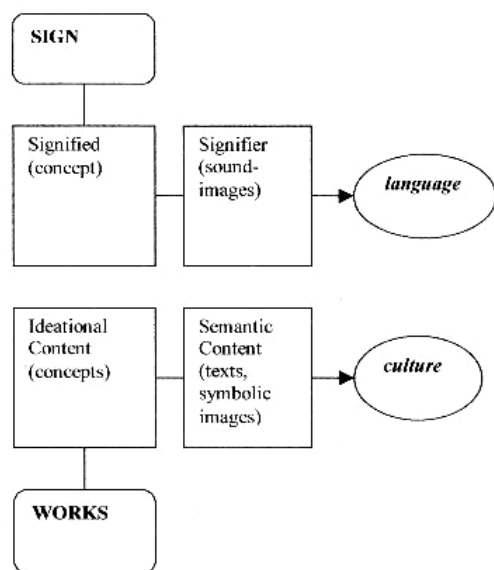 SIGN
Signified
(concept)
Signifier
(sound-
images)
language
Ideational
Content
(concepts)
Semantic
Content
(texts,
symbolic
images)
culture
WORKS